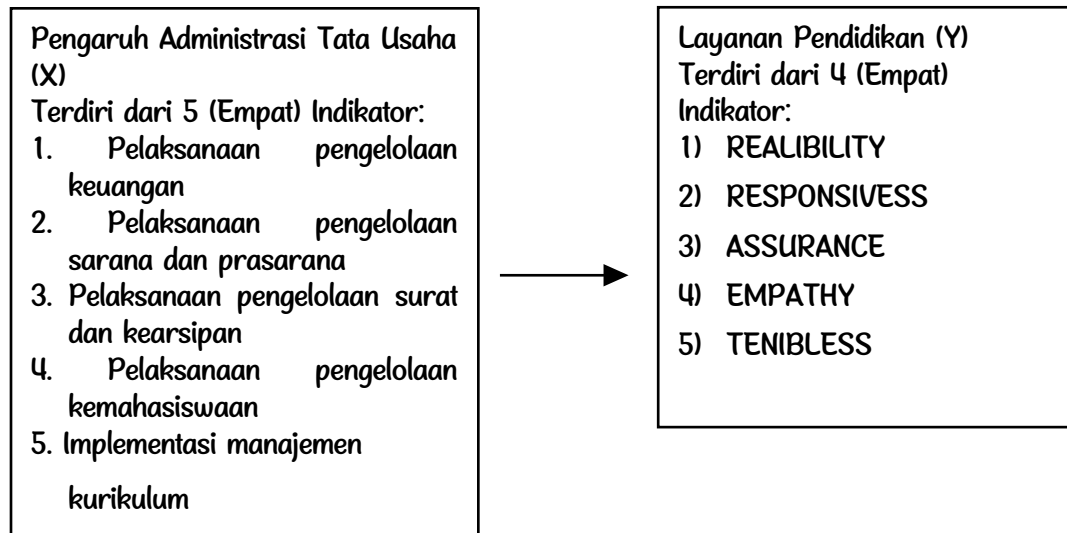 Pengaruh Administrasi Tata Usaha
(X)
Terdiri dari 5 (Empat) Indikator:
1. Pelaksanaan pengelolaan
keuangan
2. Pelaksanaan pengelolaan
sarana dan prasarana
3. Pelaksanaan pengelolaan surat
dan kearsipan
4. Pelaksanaan pengelolaan
kemahasiswaan
5. Implementasi manajemen
kurikulum
Layanan Pendidikan (Y)
Terdiri dari 4 (Empat)
Indikator:
1) REALIBILITY
2) RESPONSIVESS
3) ASSURANCE
4) EMPATHY
5) TENIBLESS